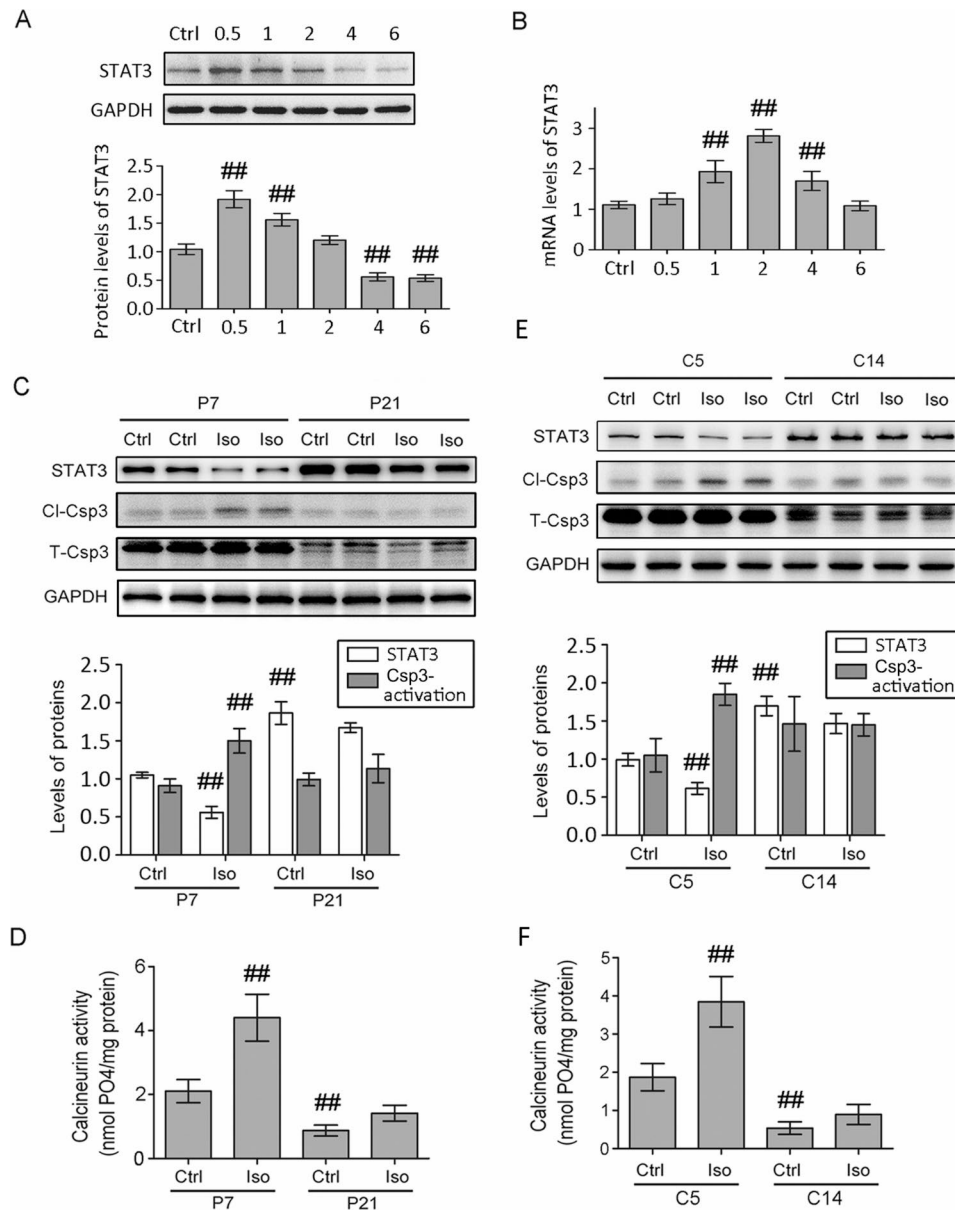 A
Ctrl 0.5 1 2 4 6
STAT3
GAPDH
Protein levels of STAT3
2.5
2.0
1.5
1.0
0.5
0.0
## ## ## ##
Ctrl 0.5 1 2 4 6
B
mRNA levels of STAT3
3
2
1
## ## ##
Ctrl 0.5 1 2 4 6
C
P7 P21
Ctrl Ctrl Iso Iso Ctrl Ctrl Iso Iso
STAT3
Cl-Csp3
T-Csp3
GAPDH
STAT3
Csp3-
activation
Levels of proteins
2.5
2.0
1.5
1.0
0.5
0.0
## ## ##
Ctrl Iso Ctrl Iso
P7 P21
D
Calcineurin activity
(nmol PO4/mg protein)
6
4
2
0
## ##
Ctrl Iso Ctrl Iso
P7 P21
E
C5 C14
Ctrl Ctrl Iso Iso Ctrl Ctrl Iso Iso
STAT3
Cl-Csp3
T-Csp3
GAPDH
STAT3
Csp3-
activation
Levels of proteins
2.5
2.0
1.5
1.0
0.5
0.0
## ## ##
Ctrl Iso Ctrl Iso
C5 C14
F
Calcineurin activity
(nmol PO4/mg protein)
5
4
3
2
1
0
## ##
Ctrl Iso Ctrl Iso
C5 C14